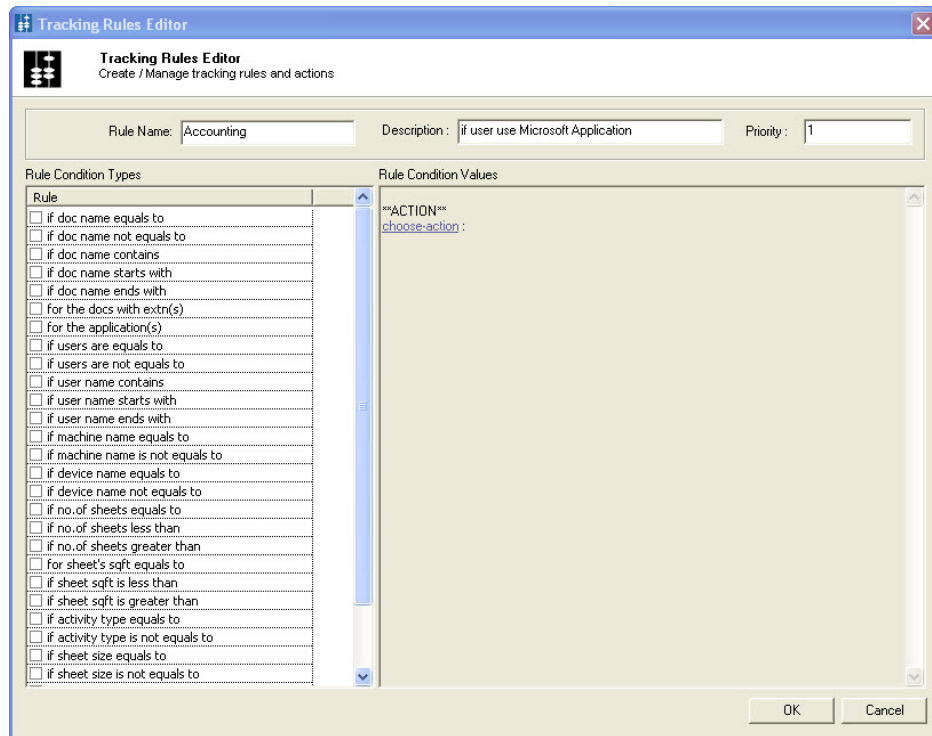 Tracking Rules Editor
Tracking Rules Editor
Create / Manage tracking rules and actions
Rule Name: Accounting Description : if user use Microsoft Application Priority : 1
Rule Condition Types
Rule Condition Values
Rule
if doc name equals to
if doc name not equals to
if doc name contains
if doc name starts with
if doc name ends with
for the docs with extn(s)
for the application(s)
if users are equals to
if users are not equals to
if user name contains
if user name starts with
if user name ends with
if machine name equals to
if machine name is not equals to
if device name equals to
if device name not equals to
if no.of sheets equals to
if no.of sheets less than
if no.of sheets greater than
for sheet's sqft equals to
if sheet sqft is less than
if sheet sqft is greater than
if activity type equals to
if activity type is not equals to
if sheet size equals to
if sheet size is not equals to
**ACTION**
choose-action :
OK Cancel